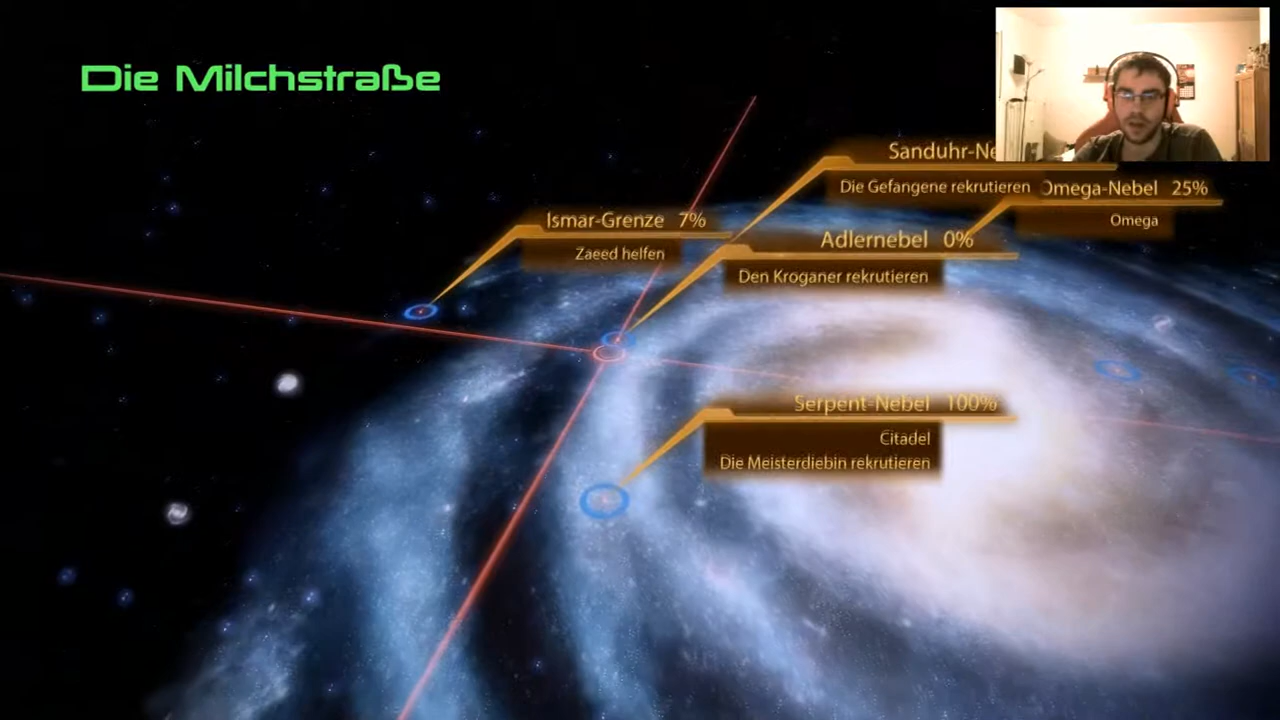 Die Milchstraße
Sanduhr-Ne
Die Gefangene rekrutieren
Omega-Nebel 25%
Omega
Ismar-Grenze 7%
Zaeed helfen
Adlernebel 0%
Den Kroganer rekrutieren
Serpent-Nebel 100%
Citadel
Die Meisterdiebin rekrutieren